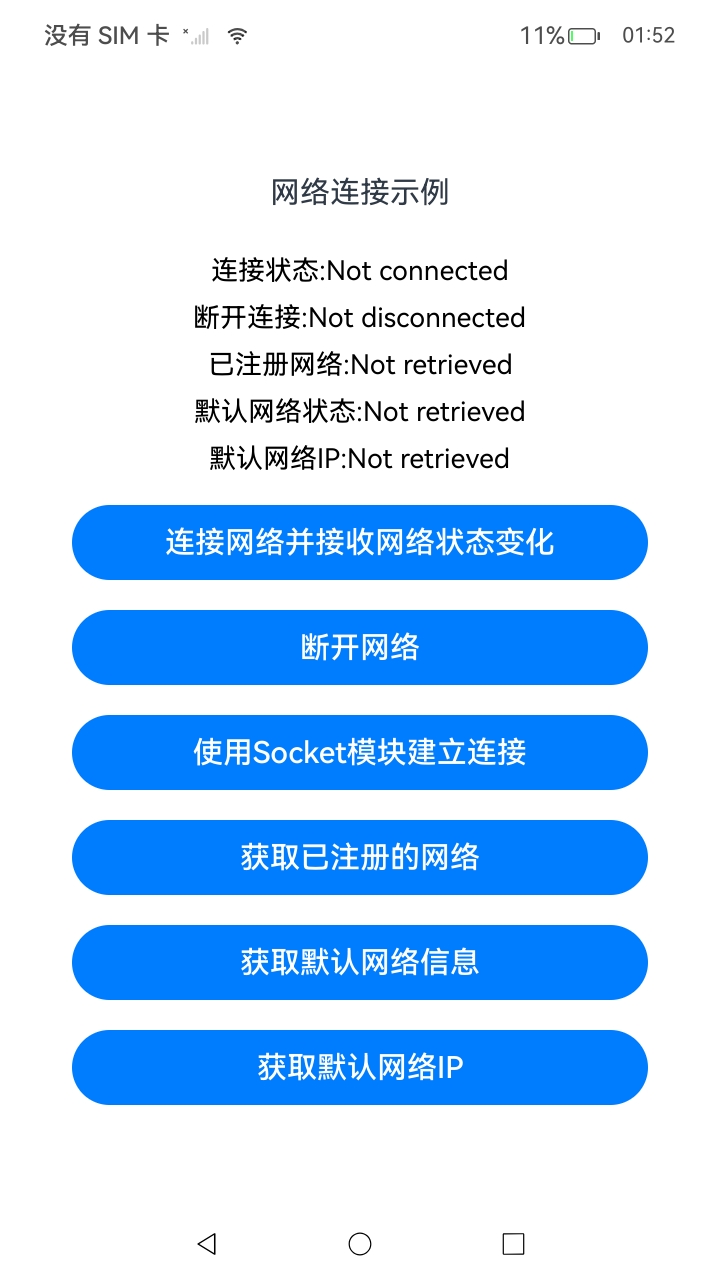 没有 SIM 卡 11% 01:52
网络连接示例
连接状态:Not connected
断开连接:Not disconnected
已注册网络:Not retrieved
默认网络状态:Not retrieved
默认网络IP:Not retrieved
连接网络并接收网络状态变化
断开网络
使用Socket模块建立连接
获取已注册的网络
获取默认网络信息
获取默认网络IP